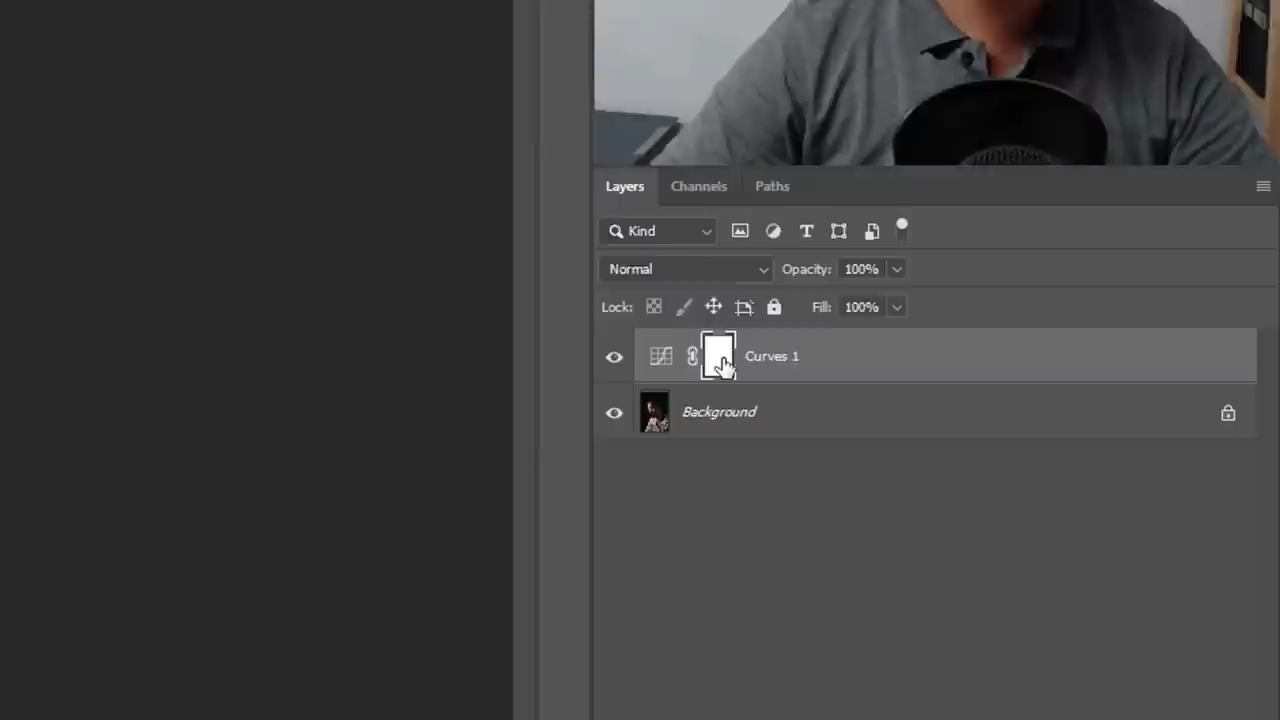 Layers Channels Paths
Kind T
Normal Opacity: 100%
Lock: Fill: 100%
Curves 1
Background